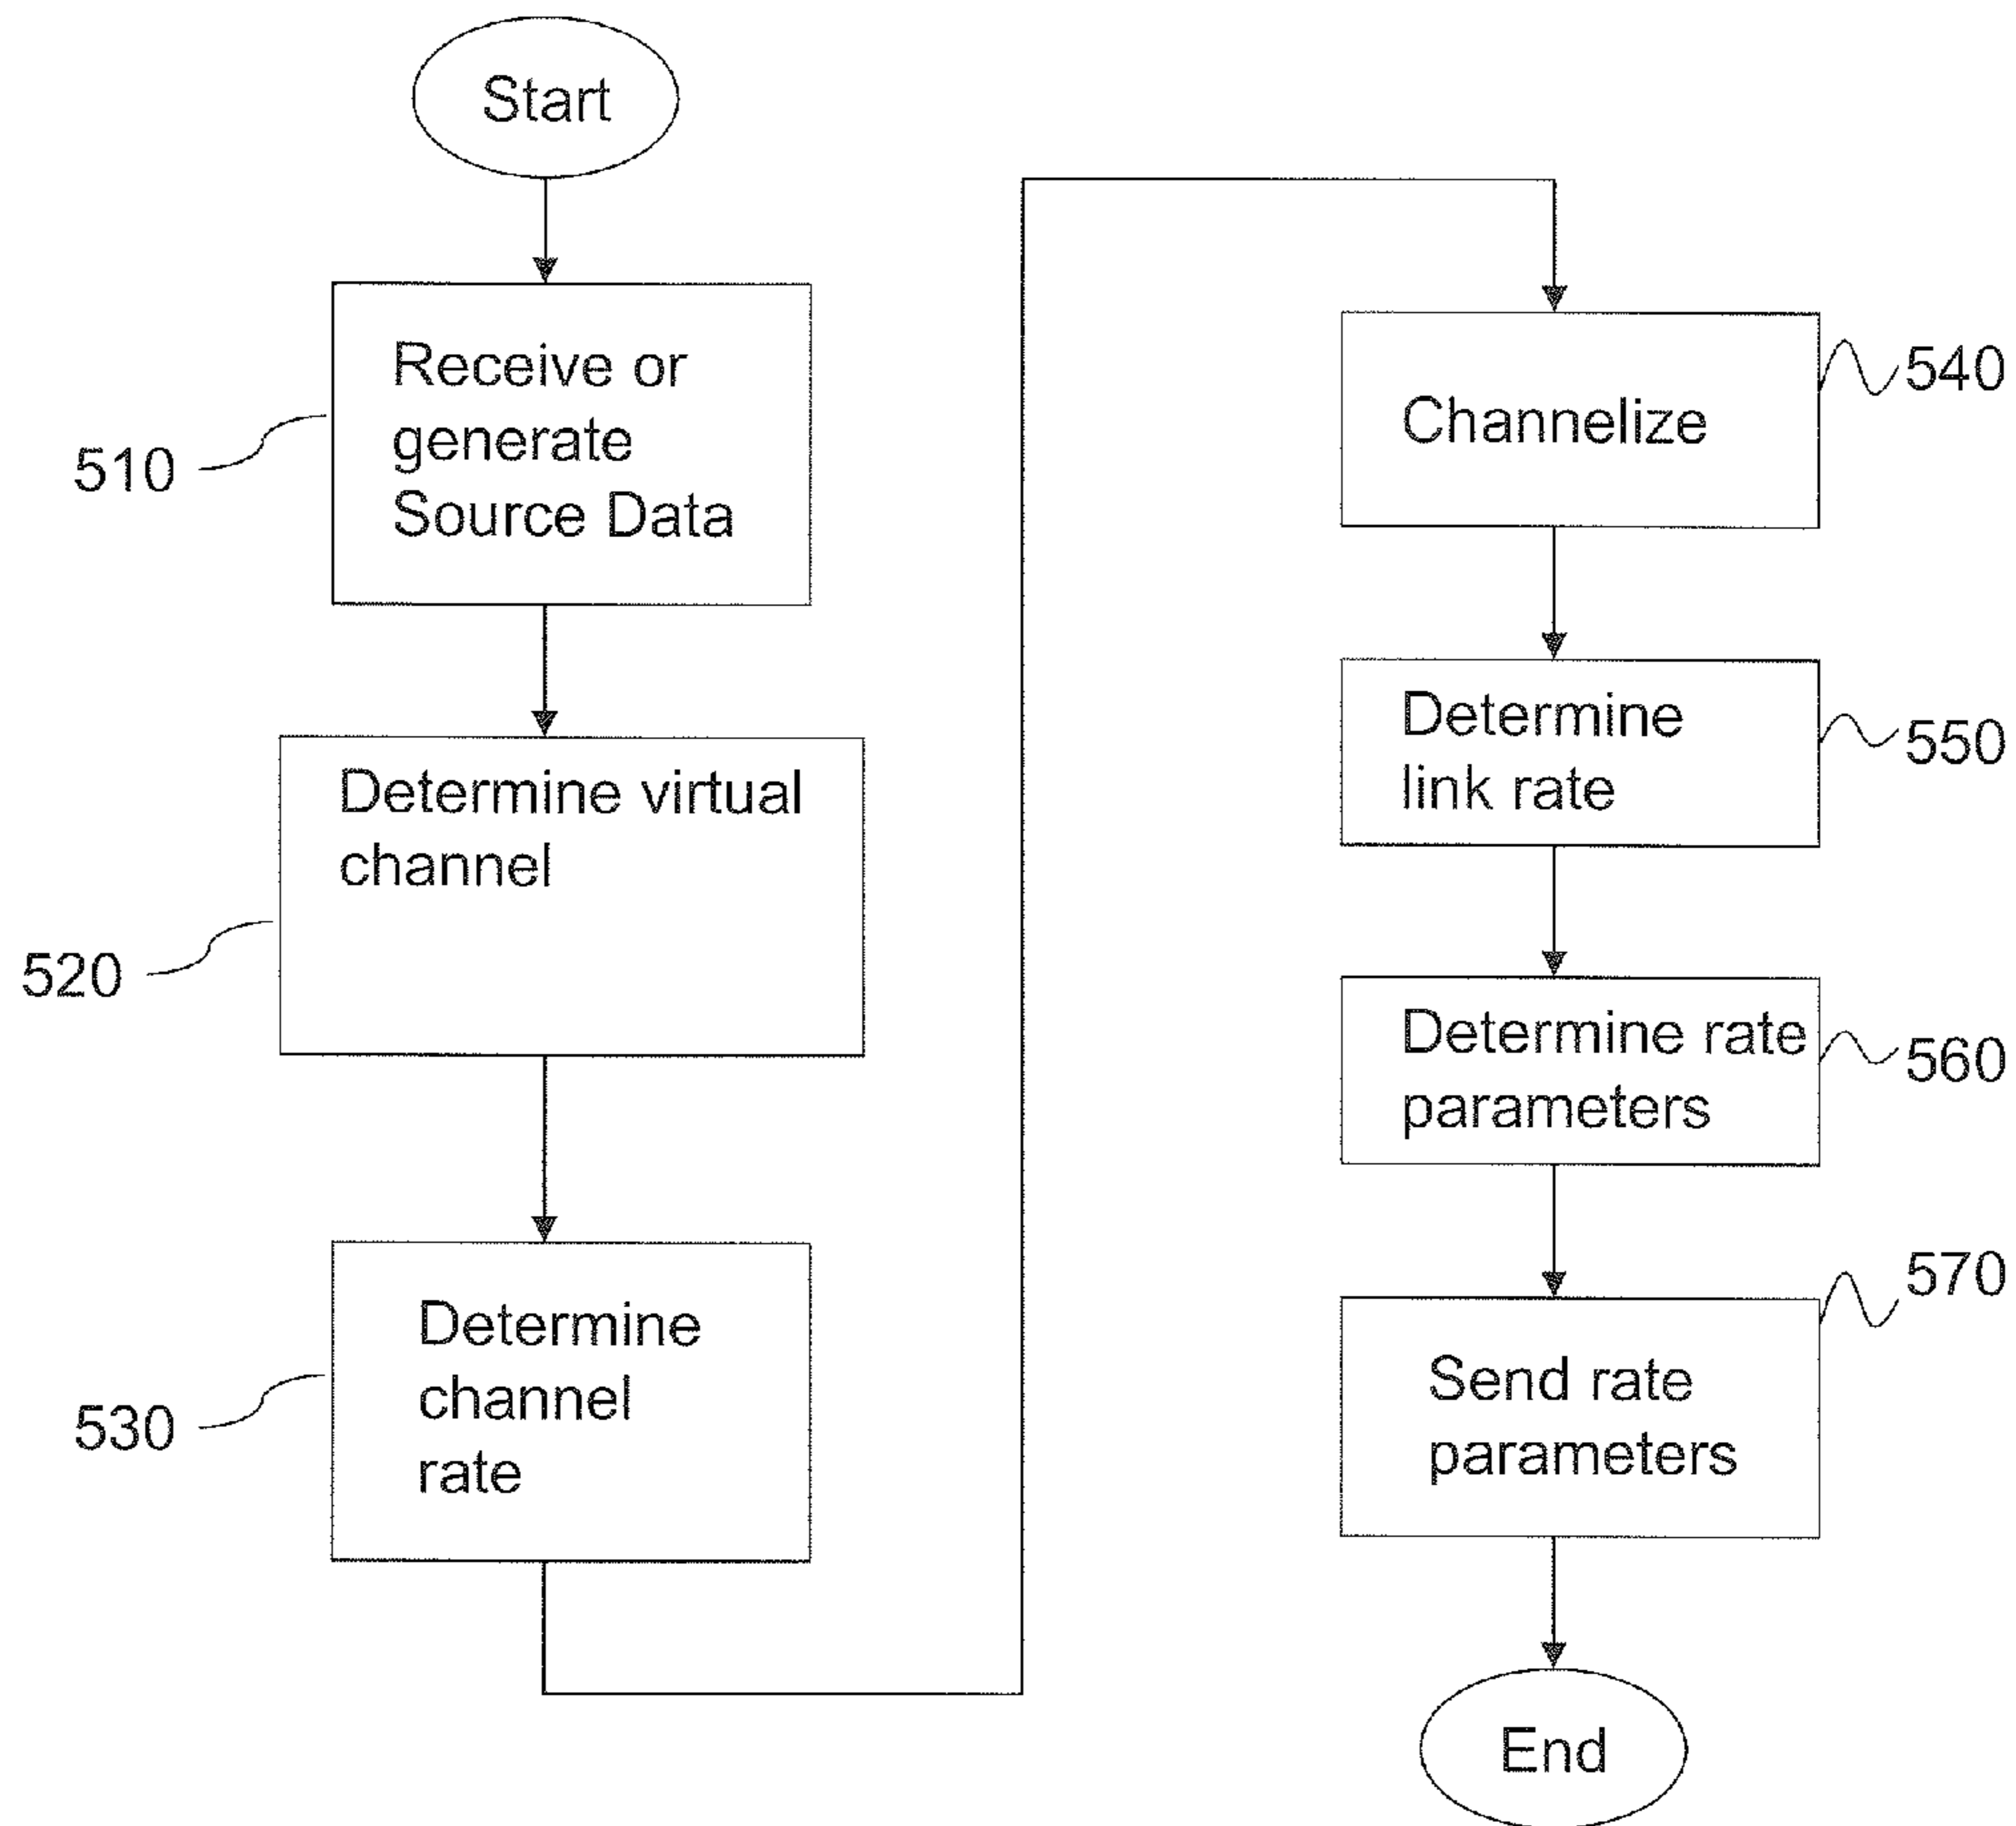 Start
Receive or
generate
Source Data
510
Determine virtual
channel
520
Determine
channel
rate
530
Channelize
540
Determine
link rate
550
Determine rate
parameters
560
Send rate
parameters
570
End